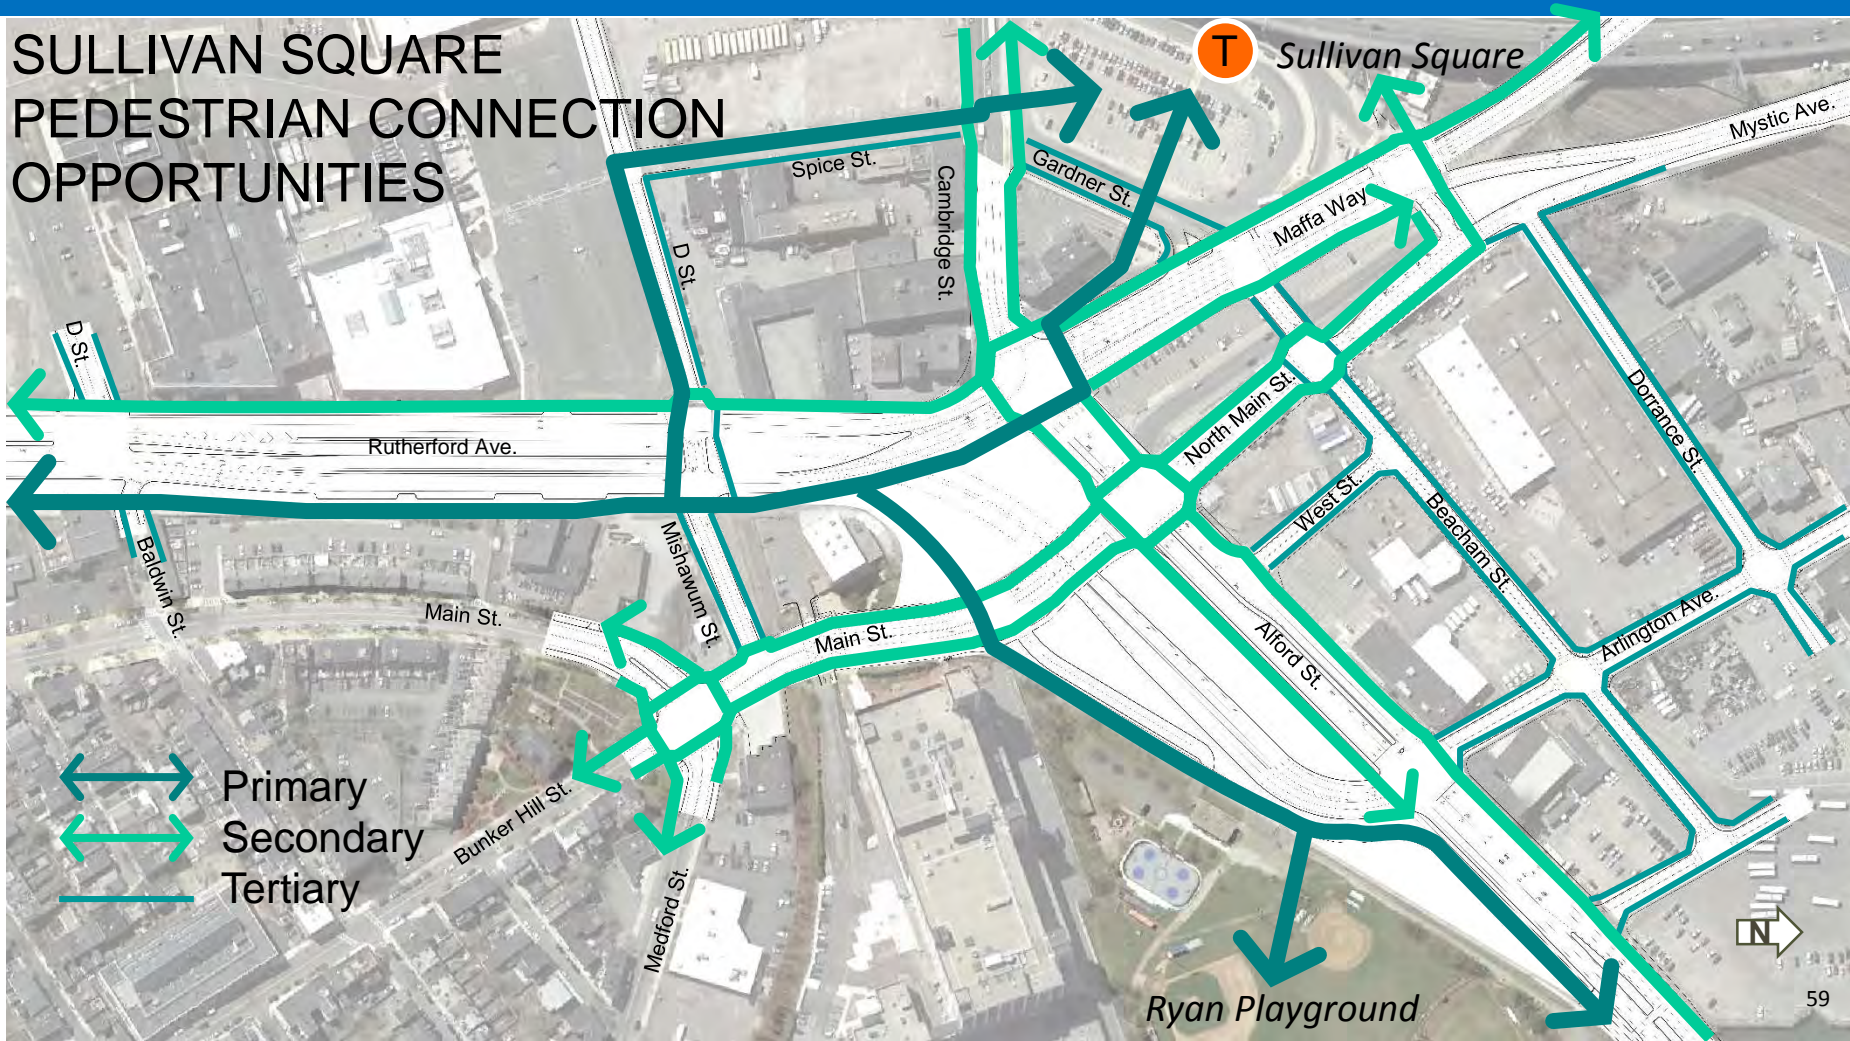 SULLIVAN SQUARE
PEDESTRIAN CONNECTION
OPPORTUNITIES
T
Sullivan Square
Mystic Ave.
Spice St.
Gardner St.
Cambridge St.
Maffa Way
D St.
D St.
Dorrance St.
North Main St.
Rutherford Ave.
West St.
Beacham St.
Baldwin St.
Mishawum St.
Main St.
Main St.
Alford St.
Arlington Ave.
Primary
Secondary
Tertiary
Bunker Hill St.
Medford St.
N
Ryan Playground
59